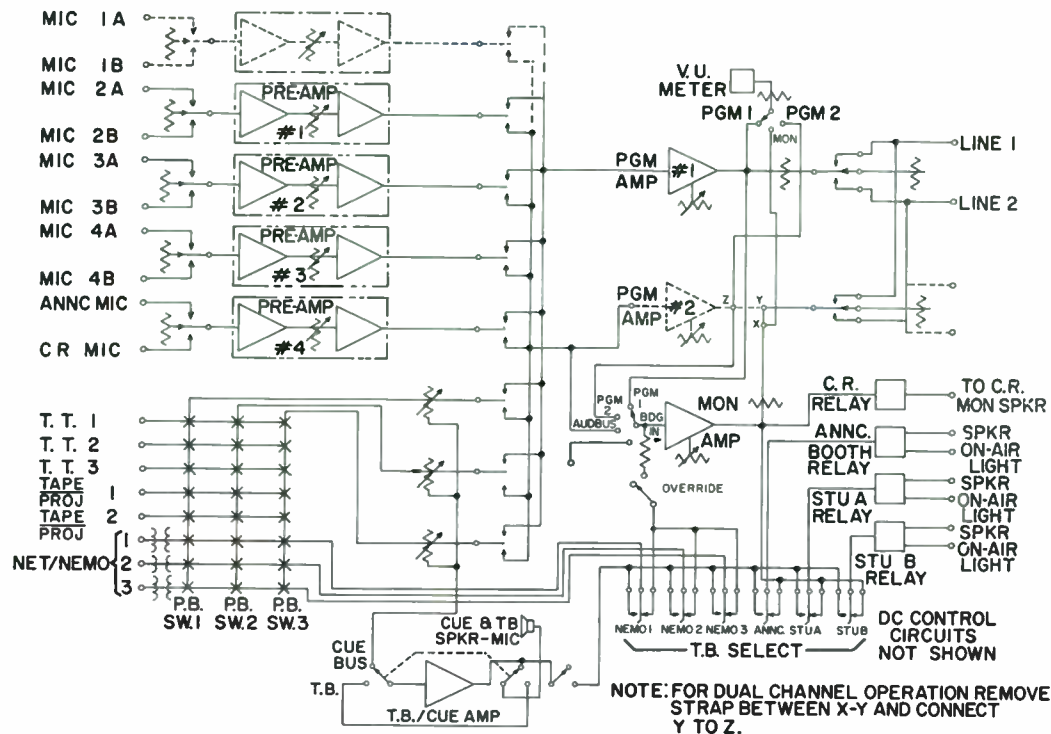 MIC 1A
MIC 1B
MIC 2A
MIC 2B
MIC 3A
MIC 3B
MIC 4A
MIC 4B
ANNC MIC
CR MIC
PRE-AMP
#1
PRE-AMP
#2
PRE-AMP
#3
PRE-AMP
#4
T.T. 1
T.T. 2
T.T. 3
TAPE
PROJ 1
TAPE
PROJ 2
NET/NEMO
1
2
3
P.B.
SW.1
P.B.
SW.2
P.B.
SW.3
V.U.
METER
PGM 1
PGM 2
MON
PGM
AMP
#1
LINE 1
LINE 2
PGM
AMP
#2
Z
Y
X
PGM
2
PGM
1
AUDBUS
BDG
IN
MON
AMP
OVERRIDE
C.R.
RELAY
TO C.R.
MON SPKR
ANNC.
BOOTH
RELAY
SPKR
ON-AIR
LIGHT
STU A
RELAY
SPKR
ON-AIR
LIGHT
STU B
RELAY
SPKR
ON-AIR
LIGHT
NEMO 1
NEMO 2
NEMO 3
ANNC.
STU A
STU B
T.B. SELECT
DC CONTROL
CIRCUITS
NOT SHOWN
CUE
BUS
T.B.
CUE & TB
SPKR-MIC
T.B./CUE AMP
NOTE: FOR DUAL CHANNEL OPERATION REMOVE
STRAP BETWEEN X-Y AND CONNECT
Y TO Z.